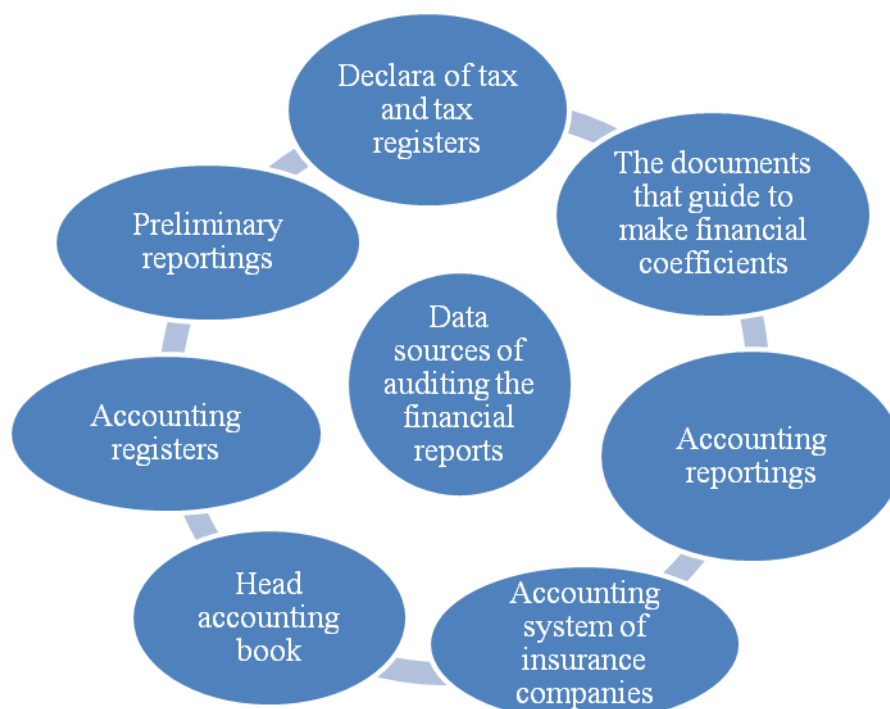 Declara of tax
and tax
registers
The documents
that guide to
make financial
coefficients
Accounting
reportings
Accounting
system of
insurance
companies
Head
accounting
book
Accounting
registers
Preliminary
reportings
Data
sources of
auditing the
financial
reports